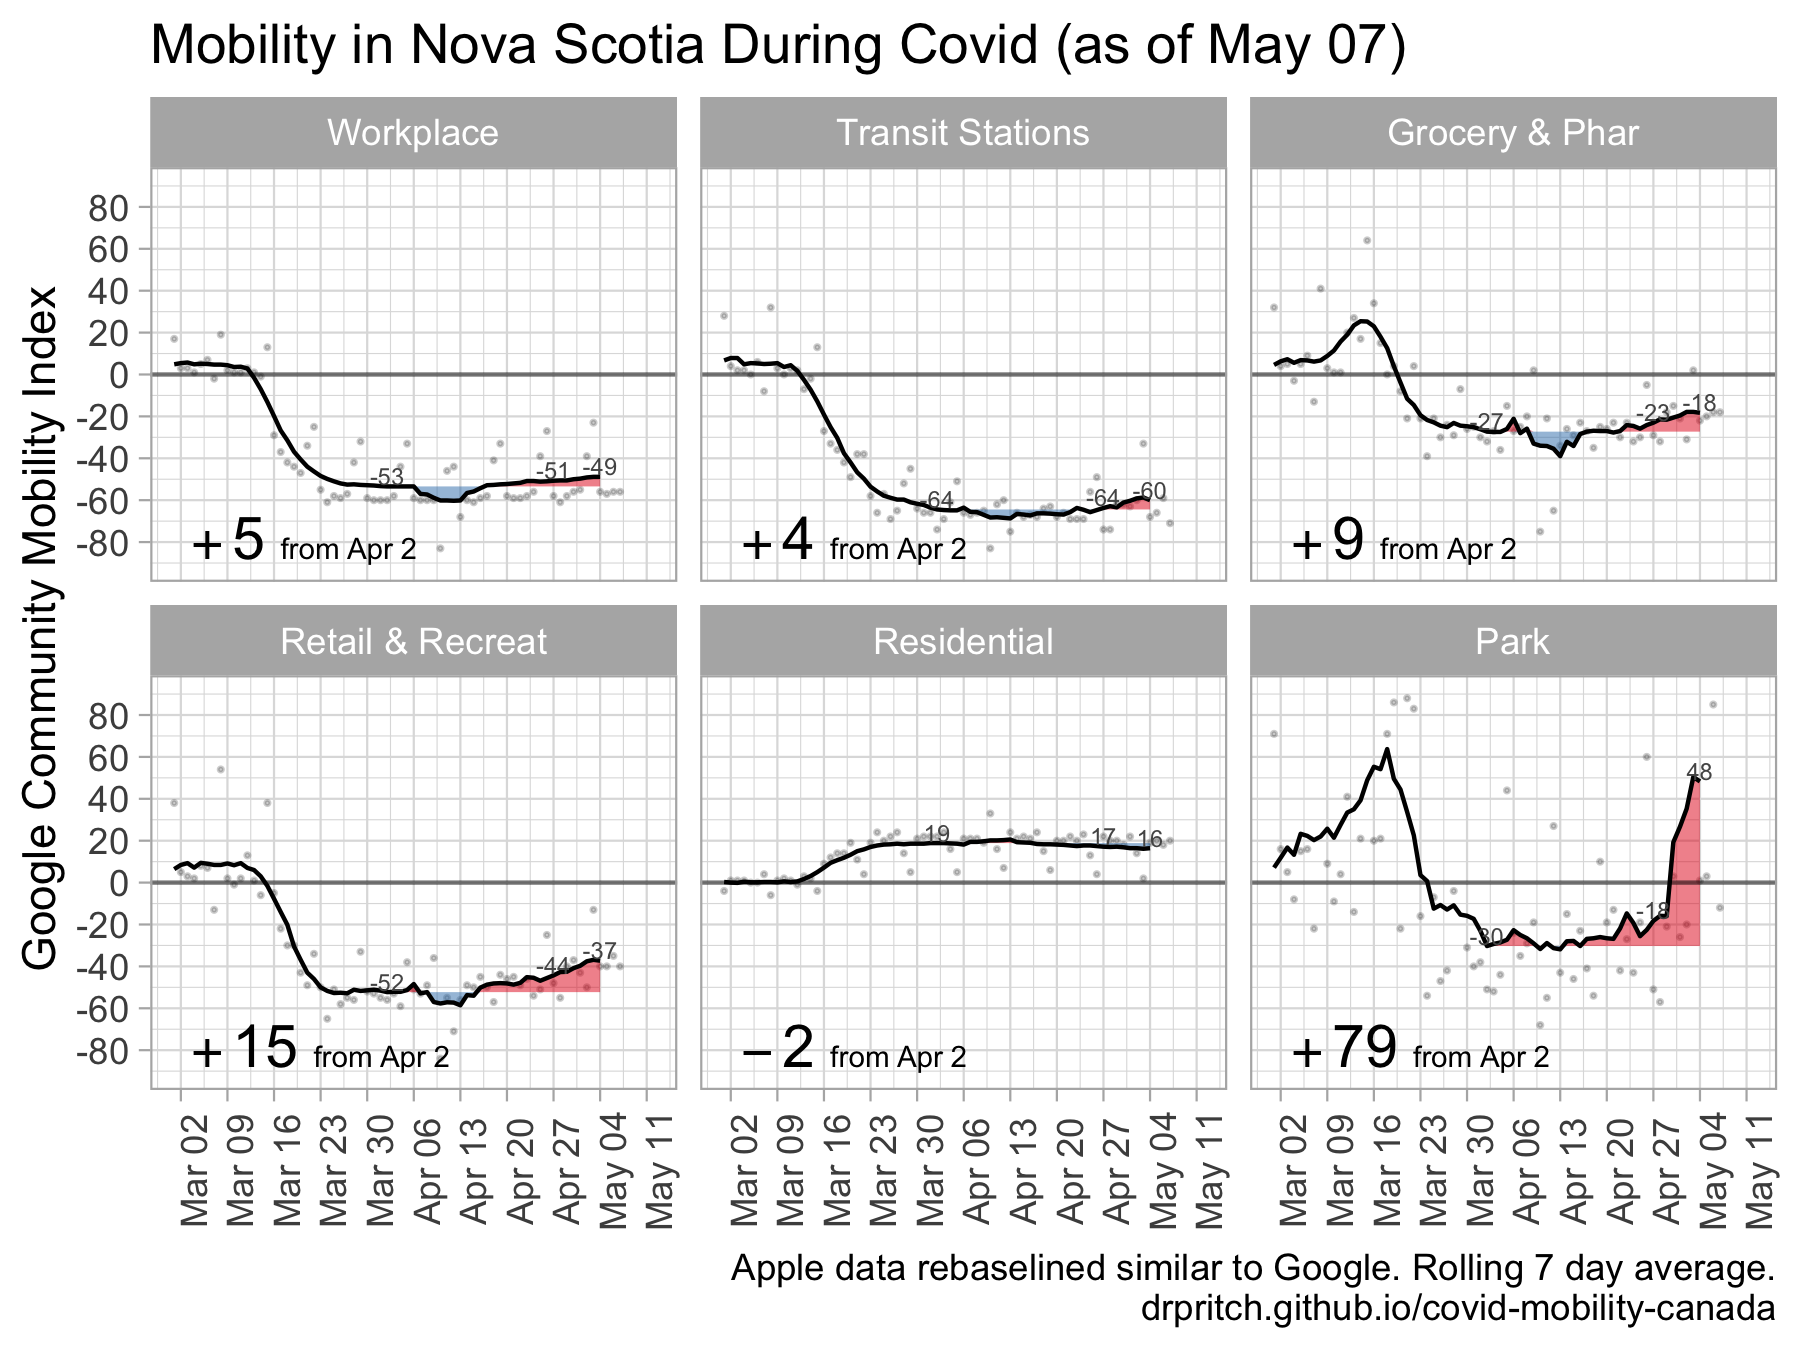 Mobility in Nova Scotia During Covid (as of May 07)
Google Community Mobility Index
Workplace
80
60
40
20
0
-20
-40
-60
-80
-53
-51
-49
+5 from Apr 2
Transit Stations
-64
-64
-60
+4 from Apr 2
Grocery & Phar
-27
-23
-18
+9 from Apr 2
Retail & Recreat
80
60
40
20
0
-20
-40
-60
-80
-52
-44
-37
+15 from Apr 2
Residential
19
17
16
−2 from Apr 2
Park
-30
-18
48
+79 from Apr 2
Mar 02
Mar 09
Mar 16
Mar 23
Mar 30
Apr 06
Apr 13
Apr 20
Apr 27
May 04
May 11
Mar 02
Mar 09
Mar 16
Mar 23
Mar 30
Apr 06
Apr 13
Apr 20
Apr 27
May 04
May 11
Mar 02
Mar 09
Mar 16
Mar 23
Mar 30
Apr 06
Apr 13
Apr 20
Apr 27
May 04
May 11
Apple data rebaselined similar to Google. Rolling 7 day average.
drpritch.github.io/covid-mobility-canada